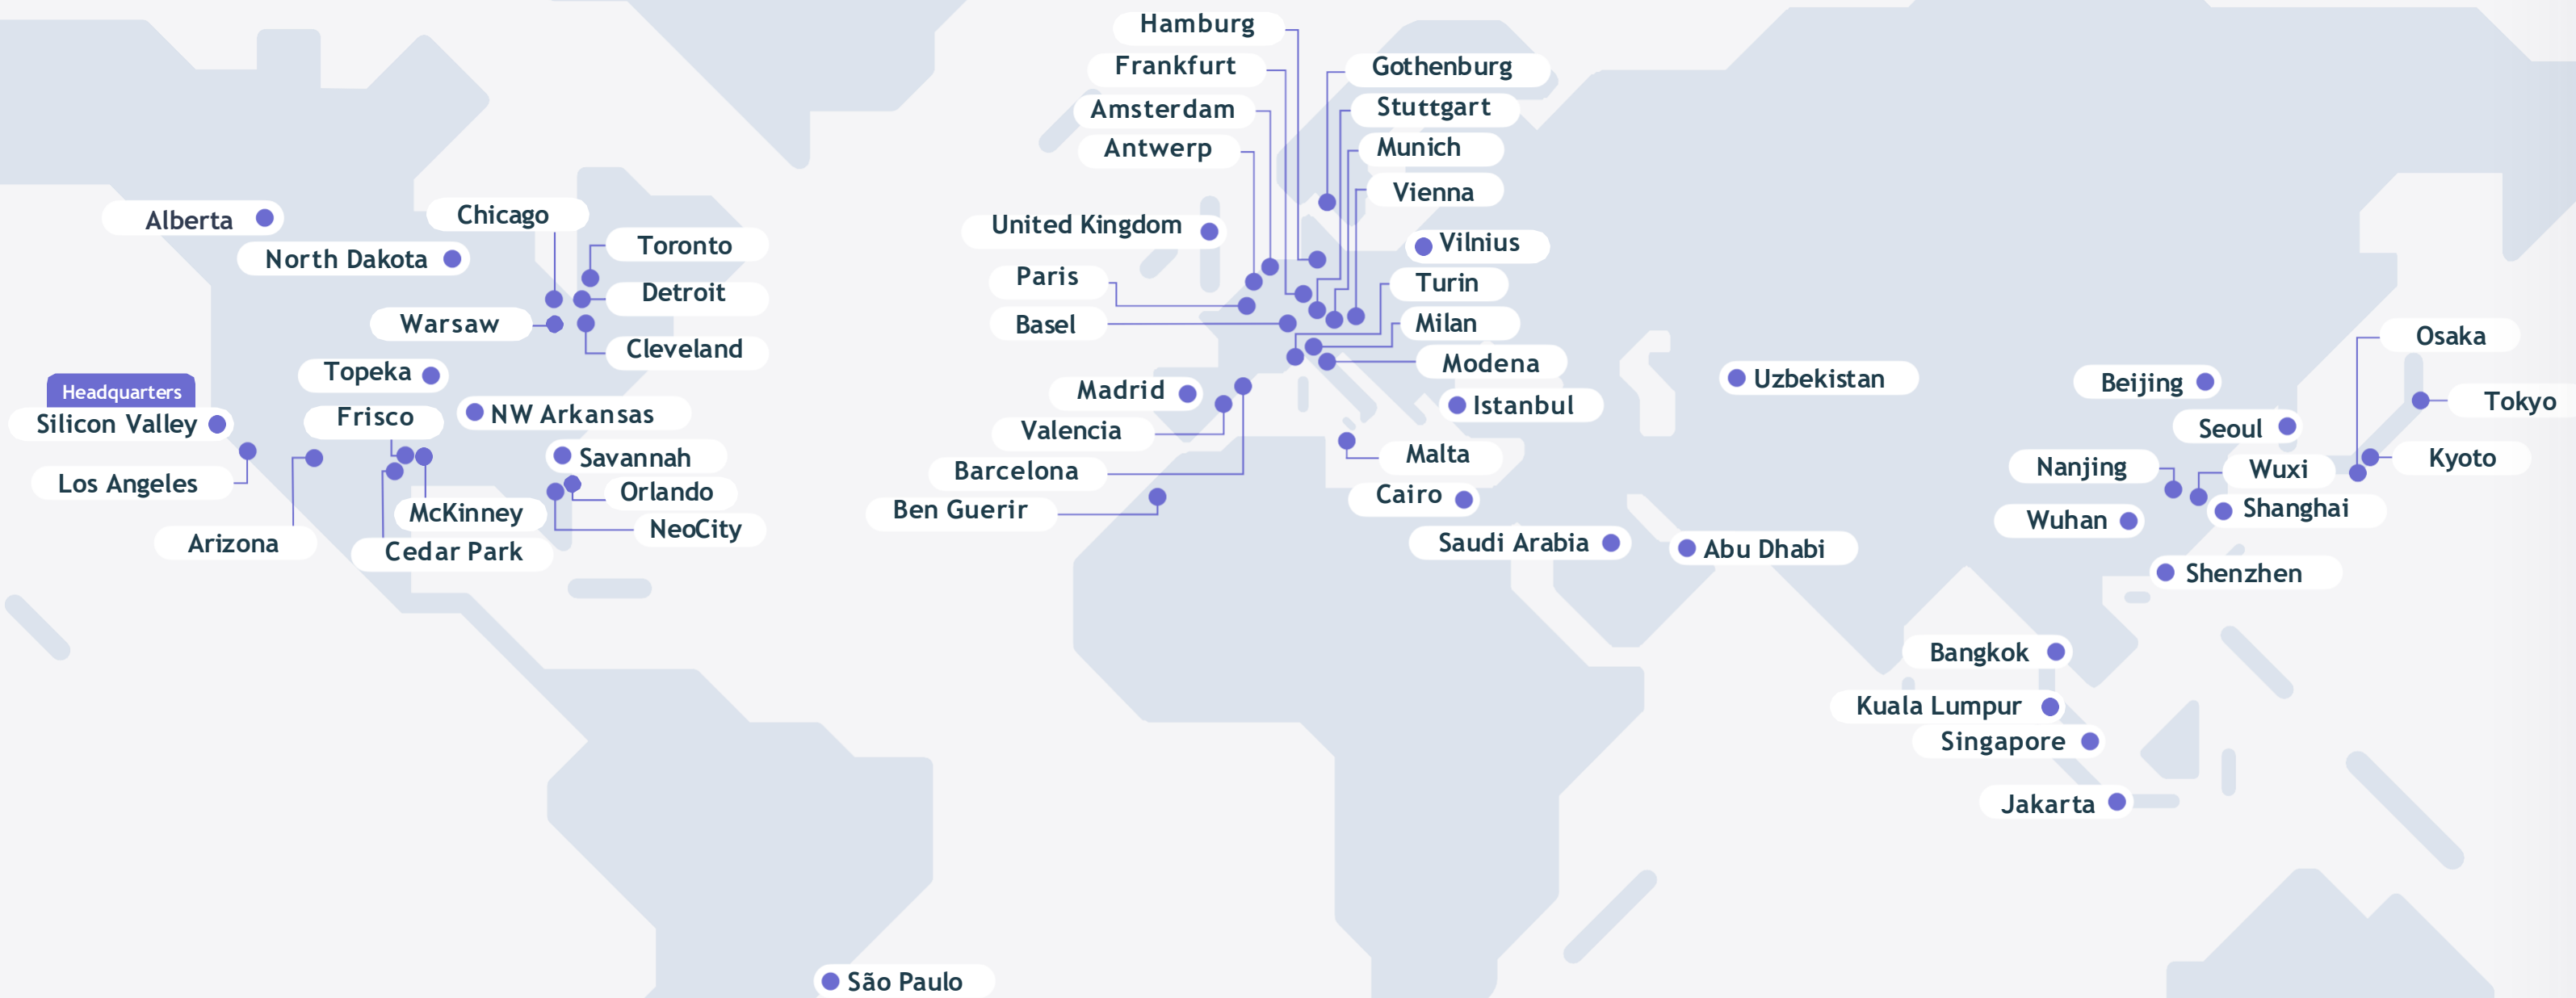 Alberta
North Dakota
Chicago
Toronto
Detroit
Warsaw
Cleveland
Topeka
Headquarters
Silicon Valley
Frisco
NW Arkansas
Savannah
Los Angeles
Orlando
McKinney
NeoCity
Arizona
Cedar Park
São Paulo
Hamburg
Frankfurt
Amsterdam
Antwerp
Gothenburg
Stuttgart
Munich
Vienna
United Kingdom
Vilnius
Paris
Turin
Basel
Milan
Modena
Madrid
Istanbul
Valencia
Malta
Barcelona
Cairo
Ben Guerir
Saudi Arabia
Abu Dhabi
Uzbekistan
Osaka
Beijing
Tokyo
Seoul
Kyoto
Nanjing
Wuxi
Shanghai
Wuhan
Shenzhen
Bangkok
Kuala Lumpur
Singapore
Jakarta